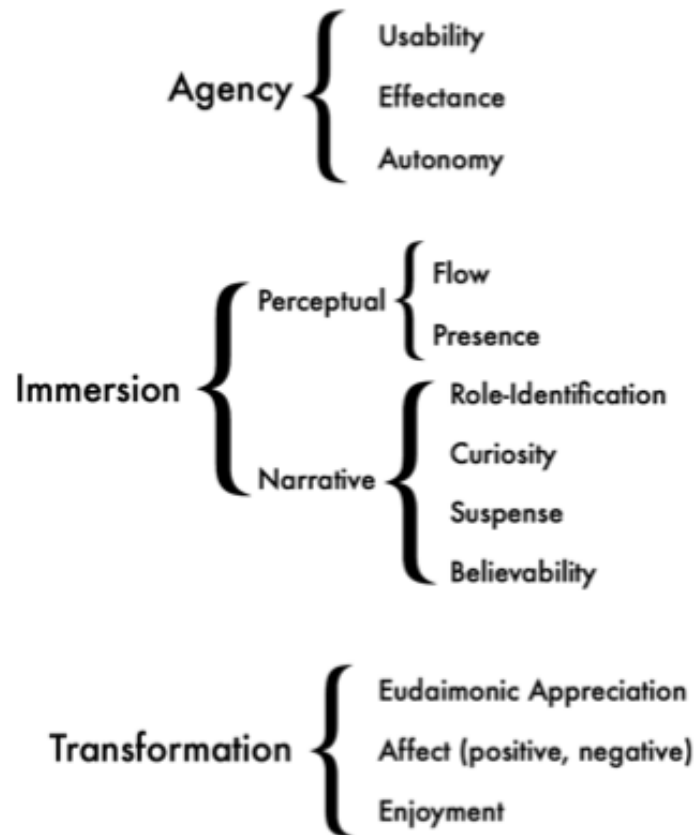 Agency
Usability
Effectance
Autonomy
Immersion
Perceptual
Flow
Presence
Narrative
Role-Identification
Curiosity
Suspense
Believability
Transformation
Eudaimonic Appreciation
Affect (positive, negative)
Enjoyment